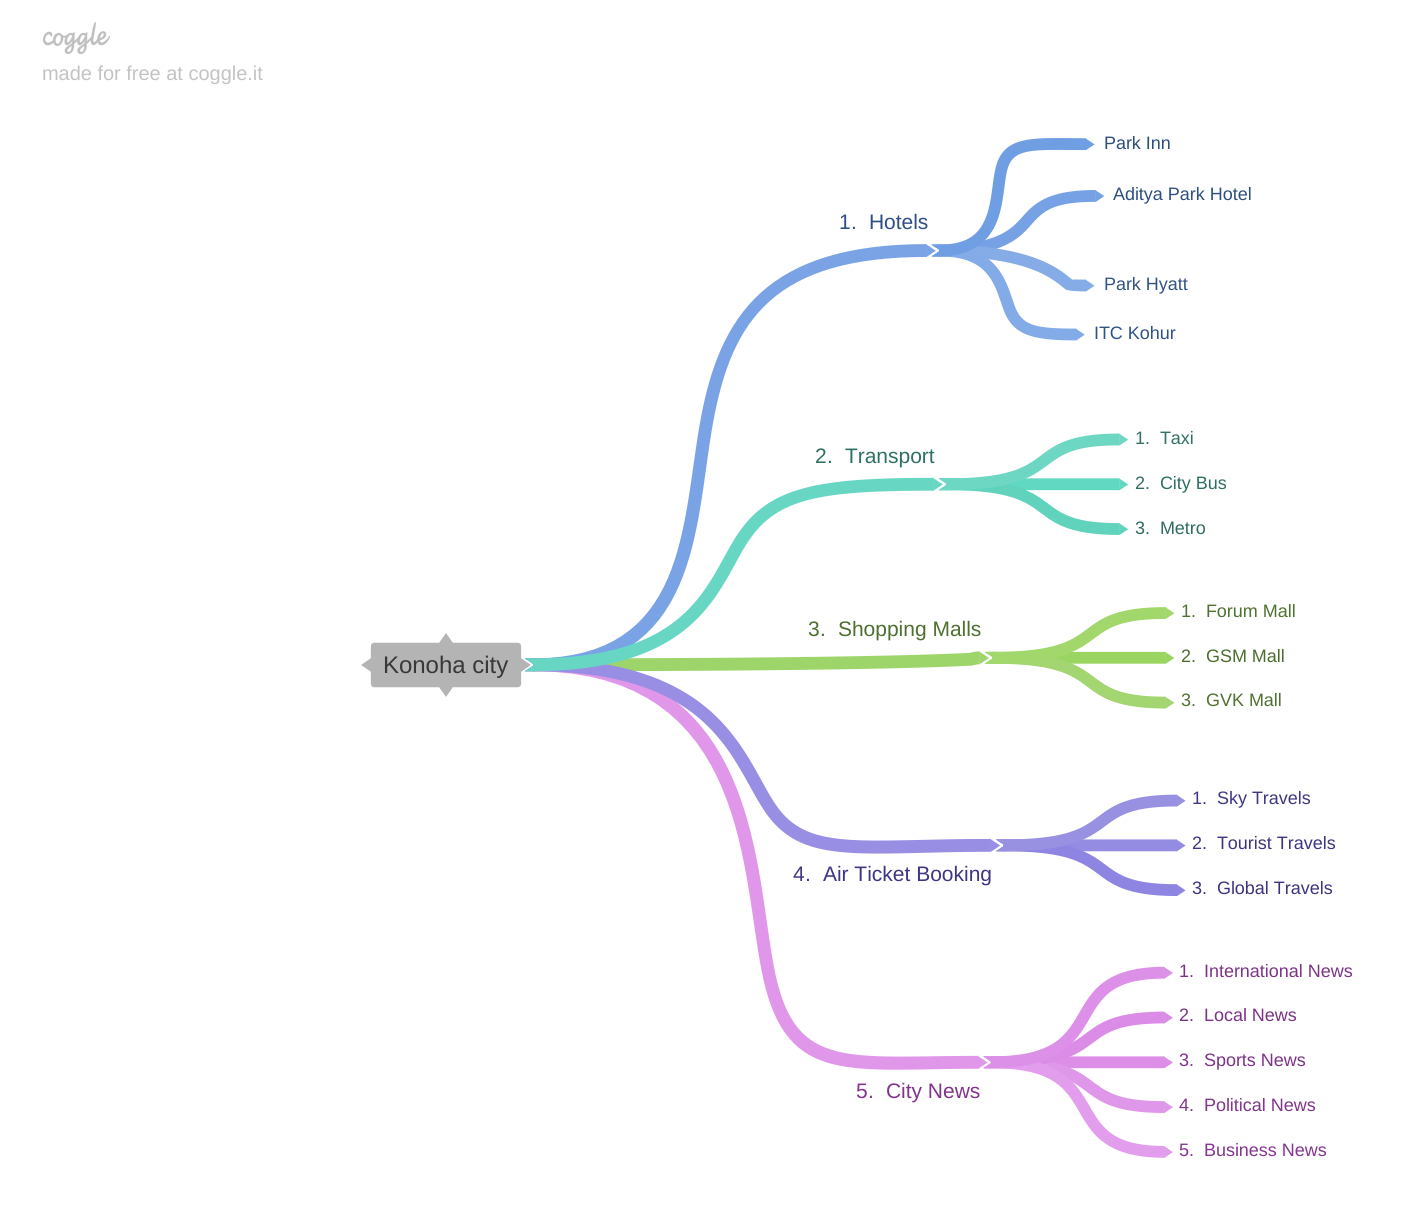 coggle
made for free at coggle.it
Konoha city
1. Hotels
Park Inn
Aditya Park Hotel
Park Hyatt
ITC Kohur
2. Transport
1. Taxi
2. City Bus
3. Metro
3. Shopping Malls
1. Forum Mall
2. GSM Mall
3. GVK Mall
4. Air Ticket Booking
1. Sky Travels
2. Tourist Travels
3. Global Travels
5. City News
1. International News
2. Local News
3. Sports News
4. Political News
5. Business News